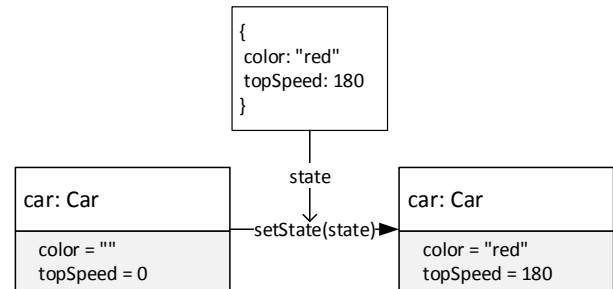 {
color: "red"
topSpeed: 180
}
state
car: Car
color = ""
topSpeed = 0
setState(state)
car: Car
color = "red"
topSpeed = 180